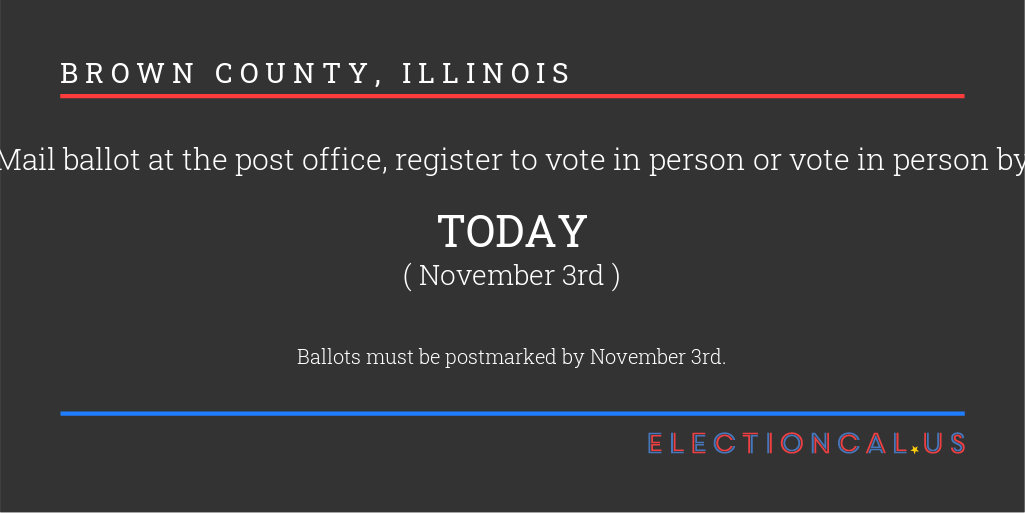 BROWN COUNTY, ILLINOIS
Mail ballot at the post office, register to vote in person or vote in person by
TODAY
( November 3rd )
Ballots must be postmarked by November 3rd.
ELECTIONCAL.US